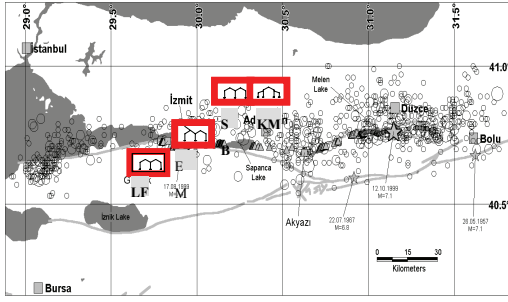 29.0°
29.5°
30.0°
30.5°
31.0°
31.5°
İstanbul
41.0°
Melen
Lake
İzmit
Düzce
S
Ad
KM
Z
B
Bolu
Sapanca
Lake
E
G
17.08.1999
LF
M
12.10.1999
M=7.1
İznik Lake
Akyazı
22.07.1967
M=6.8
26.05.1957
M=7.1
40.5°
0 15 30
Kilometers
Bursa